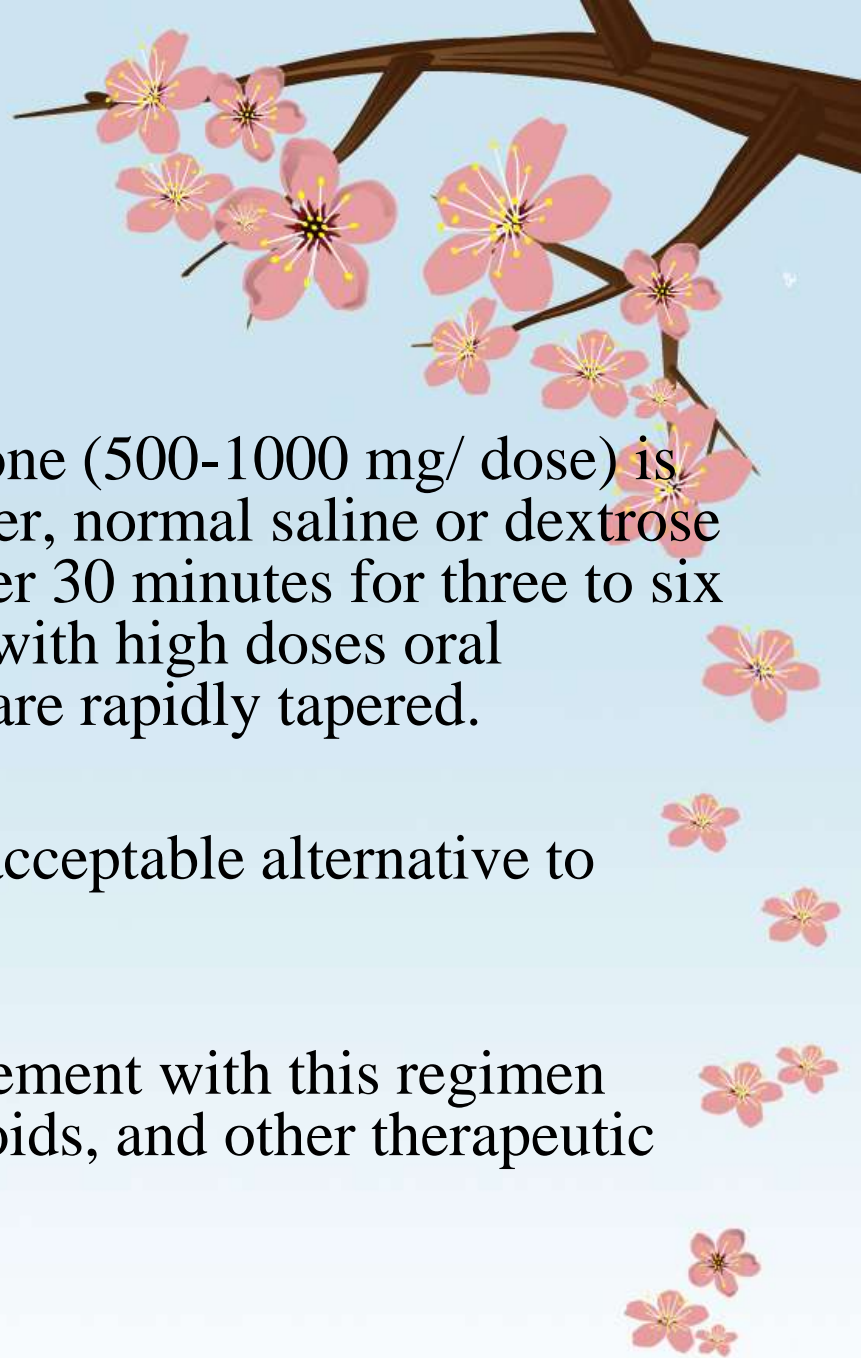 one (500-1000 mg/ dose) is
er, normal saline or dextrose
er 30 minutes for three to six
with high doses oral
are rapidly tapered.
acceptable alternative to
ement with this regimen
oids, and other therapeutic